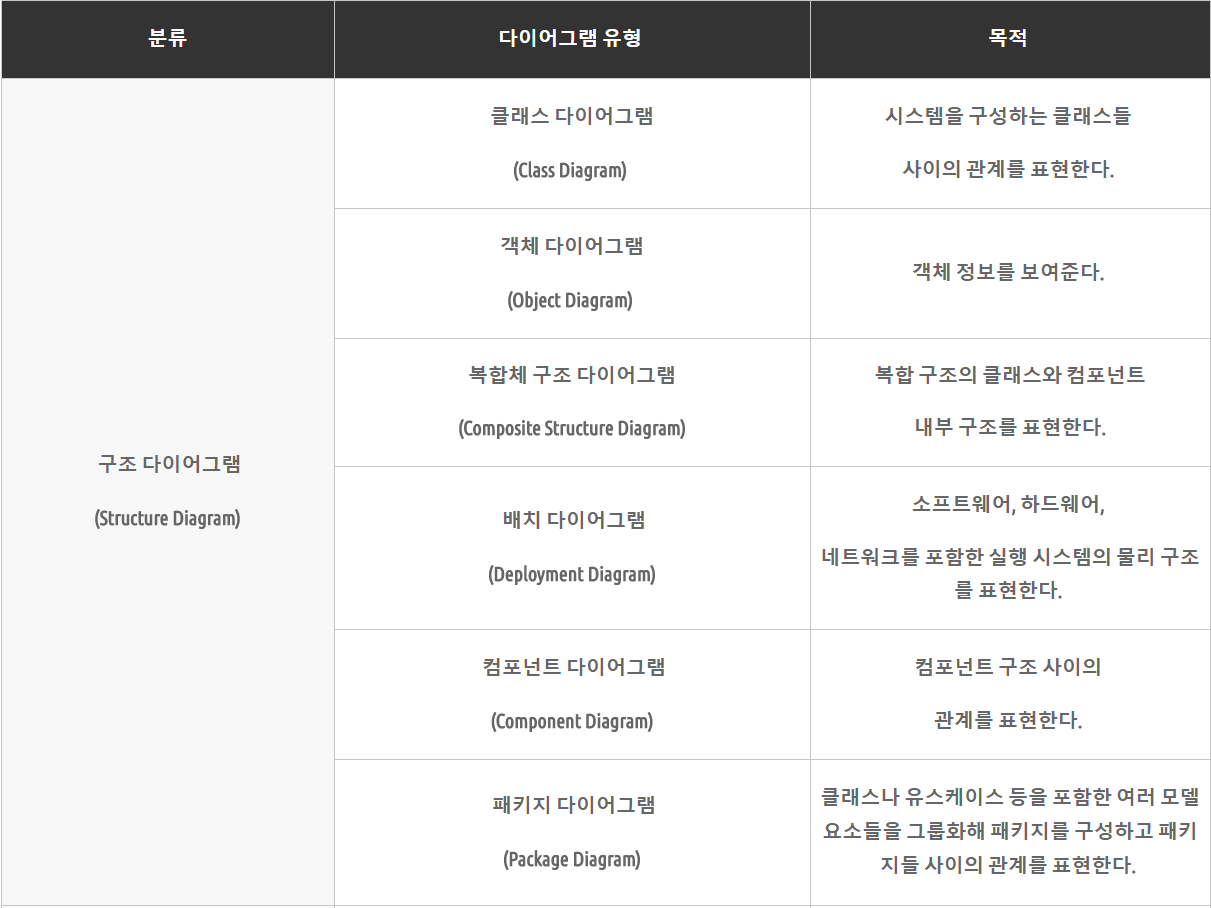 분류
다이어그램 유형
목적
구조 다이어그램
(Structure Diagram)
클래스 다이어그램
(Class Diagram)
시스템을 구성하는 클래스들
사이의 관계를 표현한다.
객체 다이어그램
(Object Diagram)
객체 정보를 보여준다.
복합체 구조 다이어그램
(Composite Structure Diagram)
복합 구조의 클래스와 컴포넌트
내부 구조를 표현한다.
배치 다이어그램
(Deployment Diagram)
소프트웨어, 하드웨어,
네트워크를 포함한 실행 시스템의 물리 구조
를 표현한다.
컴포넌트 다이어그램
(Component Diagram)
컴포넌트 구조 사이의
관계를 표현한다.
패키지 다이어그램
(Package Diagram)
클래스나 유스케이스 등을 포함한 여러 모델
요소들을 그룹화해 패키지를 구성하고 패키
지들 사이의 관계를 표현한다.